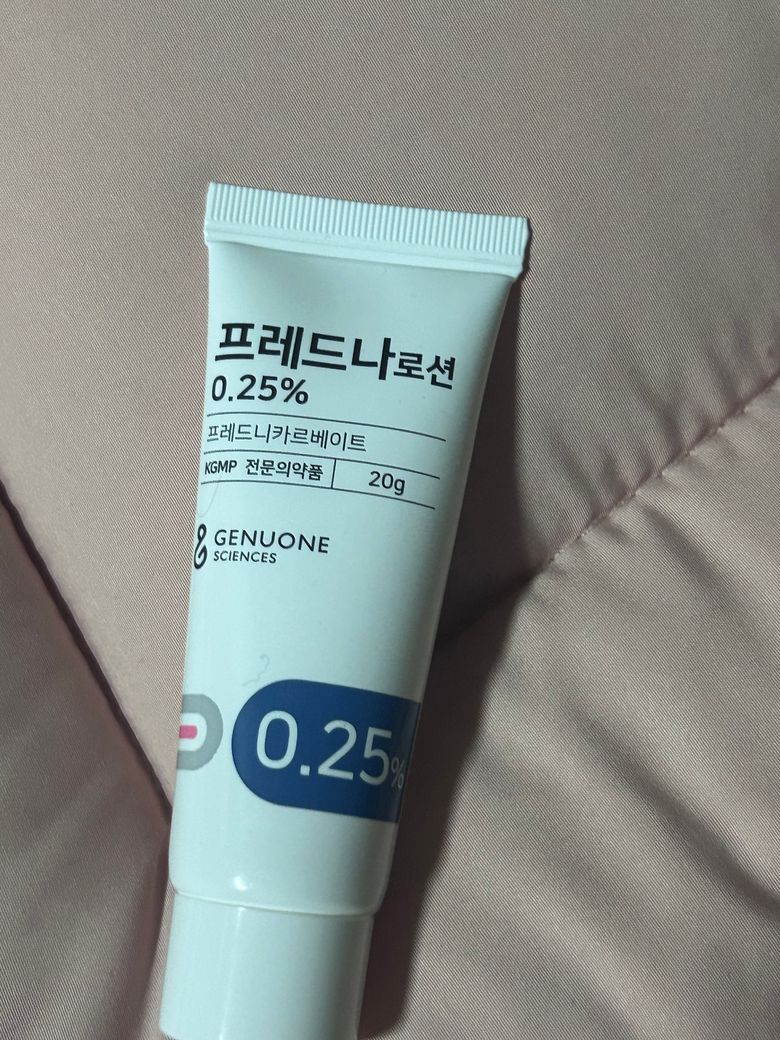 프레드나로션
0.25%
프레드니카르베이트
KGMP 전문의약품 20g
GENUONE
SCIENCES
0.25%